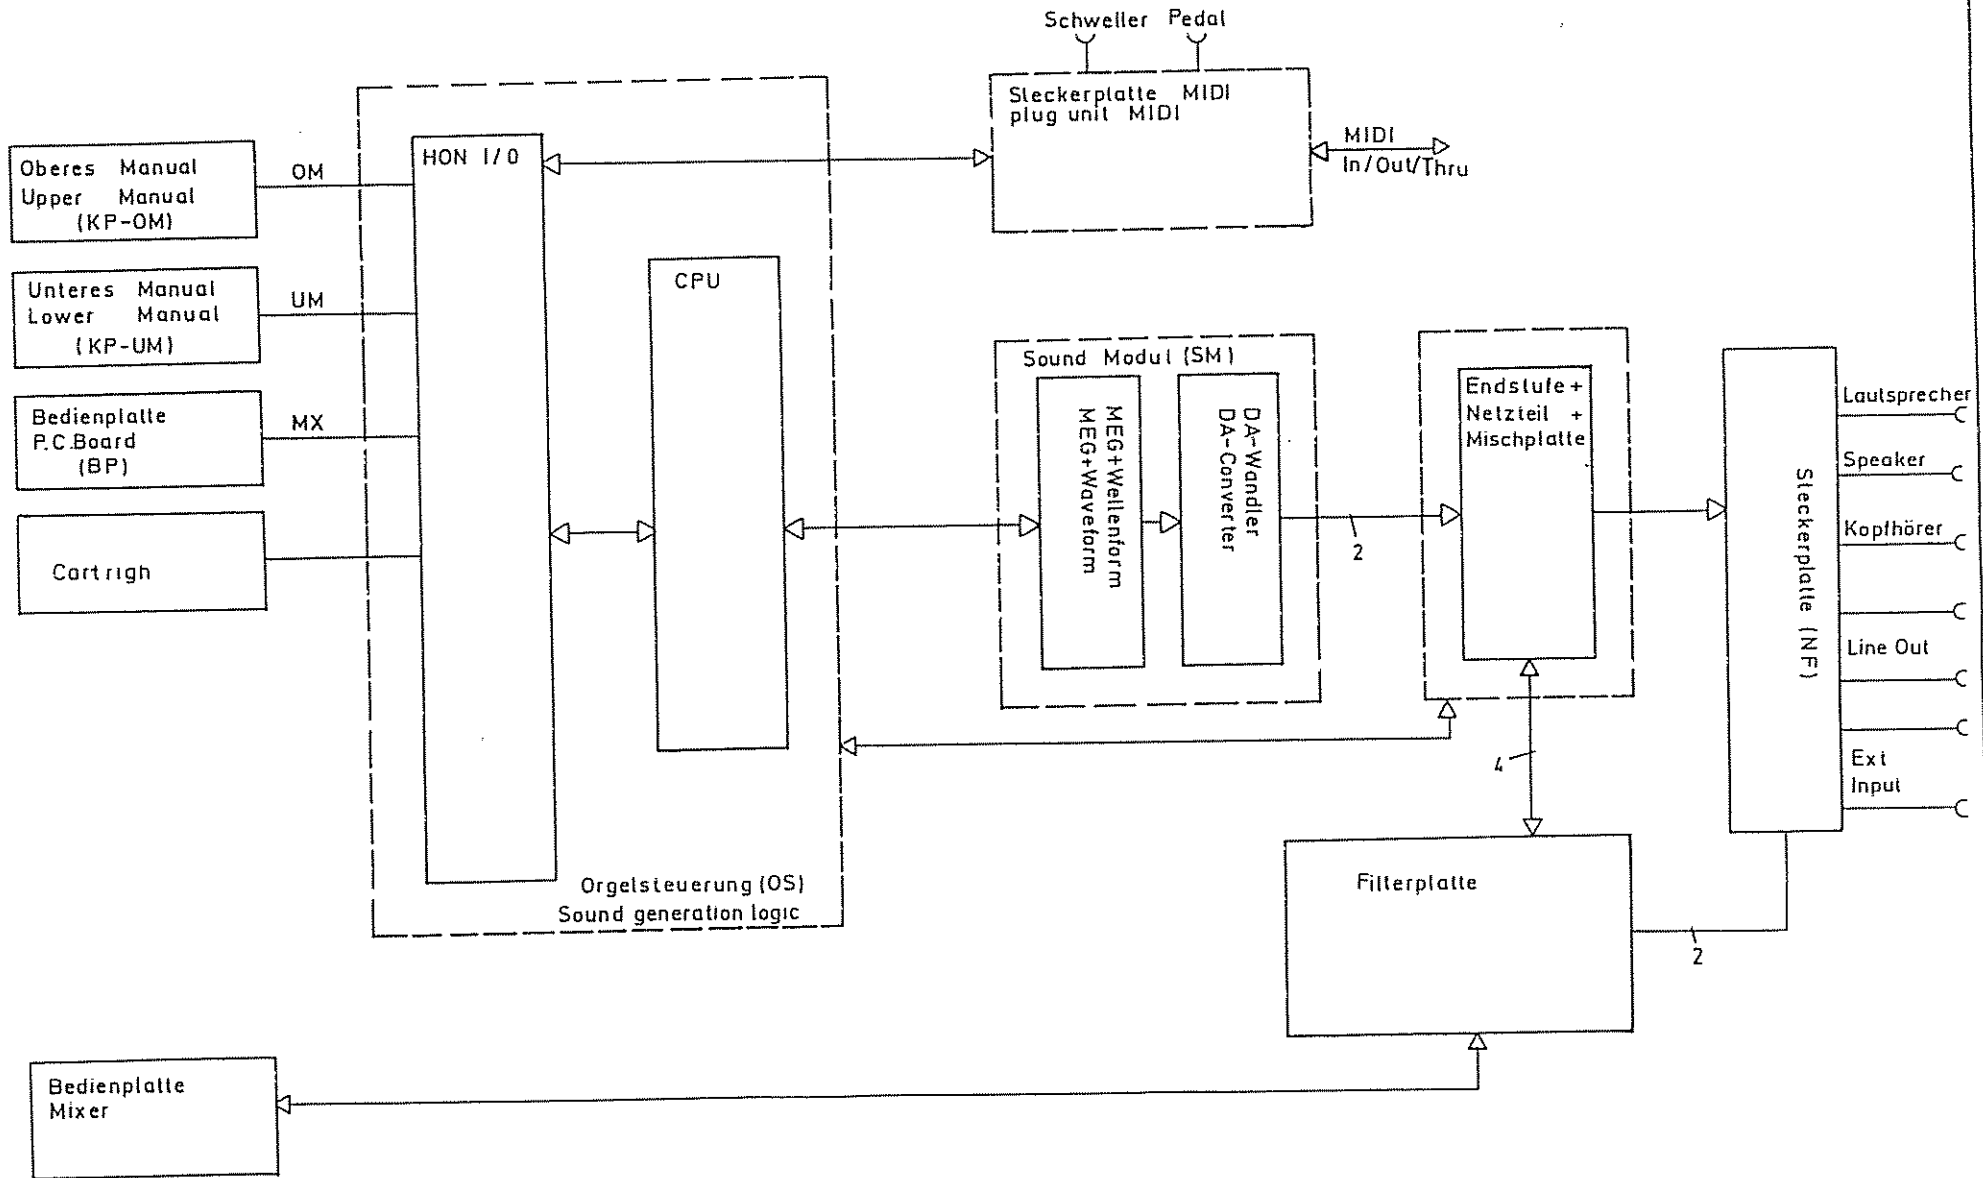 Schweller Pedal
Steckerplatte MIDI
plug unit MIDI
MIDI
In/Out/Thru
Oberes Manual
Upper Manual
(KP-OM)
OM
HON I/O
Unteres Manual
Lower Manual
(KP-UM)
UM
CPU
Bedienplatte
P.C.Board
(BP)
MX
Cartrigh
Orgelsteuerung (OS)
Sound generation logic
Sound Modul (SM)
MEG+Wellenform
MEG+Waveform
DA-Wandler
DA-Converter
2
Endstufe +
Netzteil +
Mischplatte
4
Steckerplatte (NF)
Lautsprecher
Speaker
Kopfhörer
Line Out
Ext
Input
Filterplatte
2
Bedienplatte
Mixer